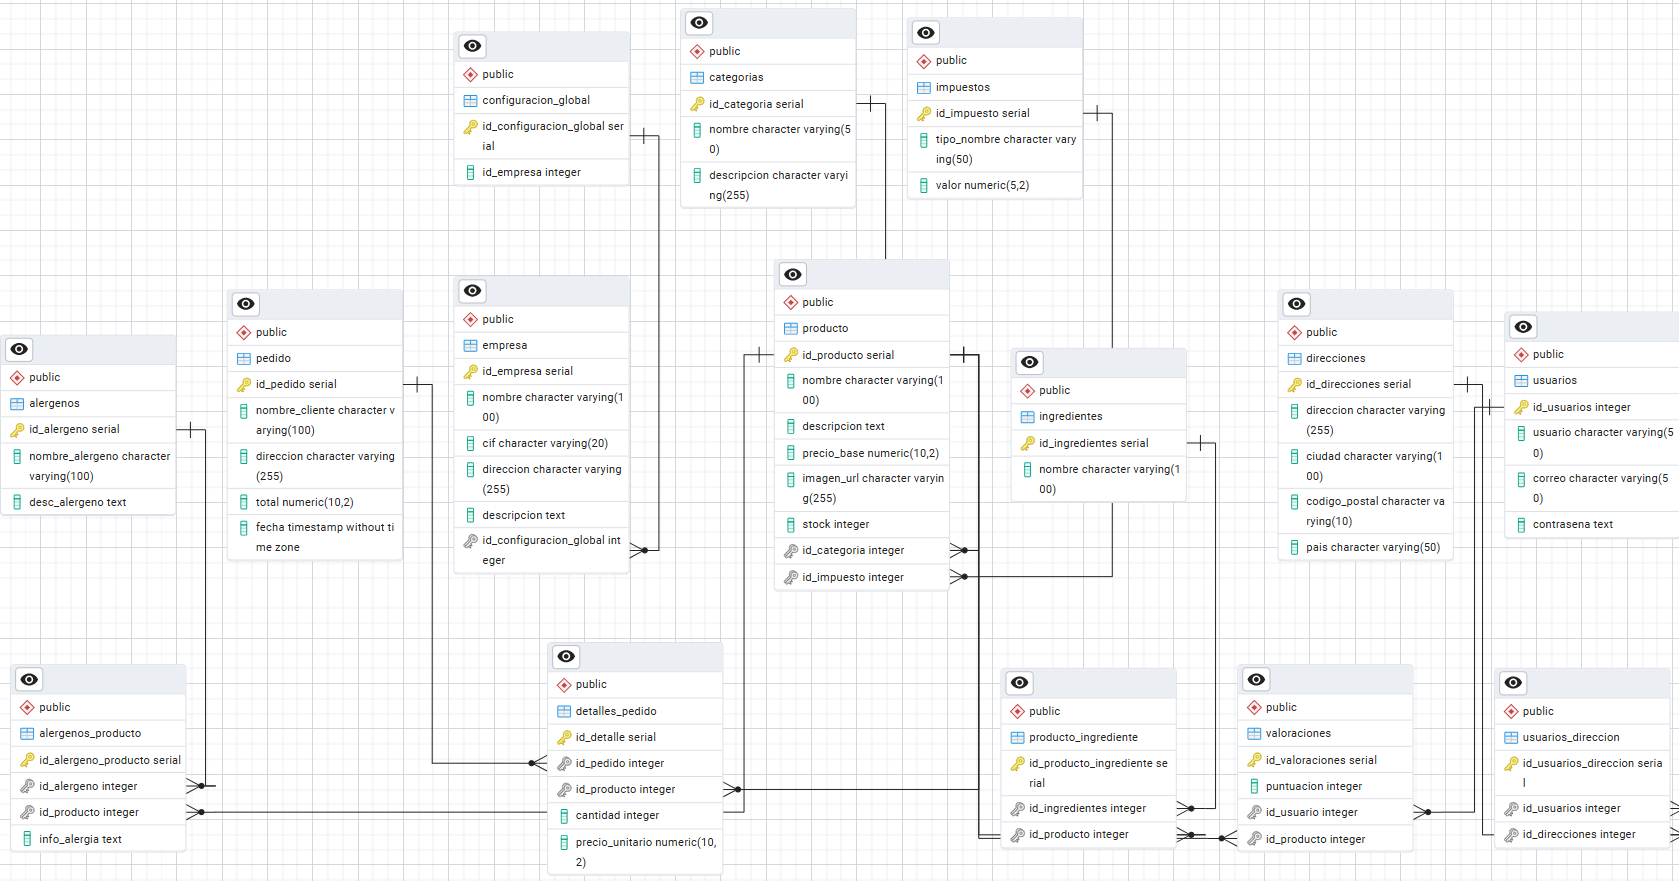 public
configuracion_global
id_configuracion_global ser
ial
id_empresa integer
public
categorias
id_categoria serial
nombre character varying(5
0)
descripcion character varyi
ng(255)
public
impuestos
id_impuesto serial
tipo_nombre character vary
ing(50)
valor numeric(5,2)
public
alergenos
id_alergeno serial
nombre_alergeno character
varying(100)
desc_alergeno text
public
pedido
id_pedido serial
nombre_cliente character v
arying(100)
direccion character varying
(255)
total numeric(10,2)
fecha timestamp without ti
me zone
public
empresa
id_empresa serial
nombre character varying(1
00)
cif character varying(20)
direccion character varying
(255)
descripcion text
id_configuracion_global int
eger
public
producto
id_producto serial
nombre character varying(1
00)
descripcion text
precio_base numeric(10,2)
imagen_url character varyin
g(255)
stock integer
id_categoria integer
id_impuesto integer
public
ingredientes
id_ingredientes serial
nombre character varying(1
00)
public
direcciones
id_direcciones serial
direccion character varying
(255)
ciudad character varying(1
00)
codigo_postal character va
rying(10)
pais character varying(50)
public
usuarios
id_usuarios integer
usuario character varying(5
0)
correo character varying(5
0)
contrasena text
public
alergenos_producto
id_alergeno_producto serial
id_alergeno integer
id_producto integer
info_alergia text
public
detalles_pedido
id_detalle serial
id_pedido integer
id_producto integer
cantidad integer
precio_unitario numeric(10,
2)
public
producto_ingrediente
id_producto_ingrediente se
rial
id_ingredientes integer
id_producto integer
public
valoraciones
id_valoraciones serial
puntuacion integer
id_usuario integer
id_producto integer
public
usuarios_direccion
id_usuarios_direccion seria
l
id_usuarios integer
id_direcciones integer